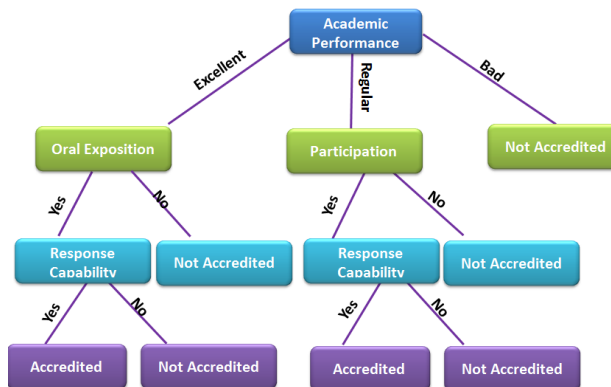 Academic
Performance
Excellent
Regular
Bad
Oral Exposition
Participation
Not Accredited
Yes
No
Yes
No
Response
Capability
Not Accredited
Response
Capability
Not Accredited
Yes
No
Yes
No
Accredited
Not Accredited
Accredited
Not Accredited